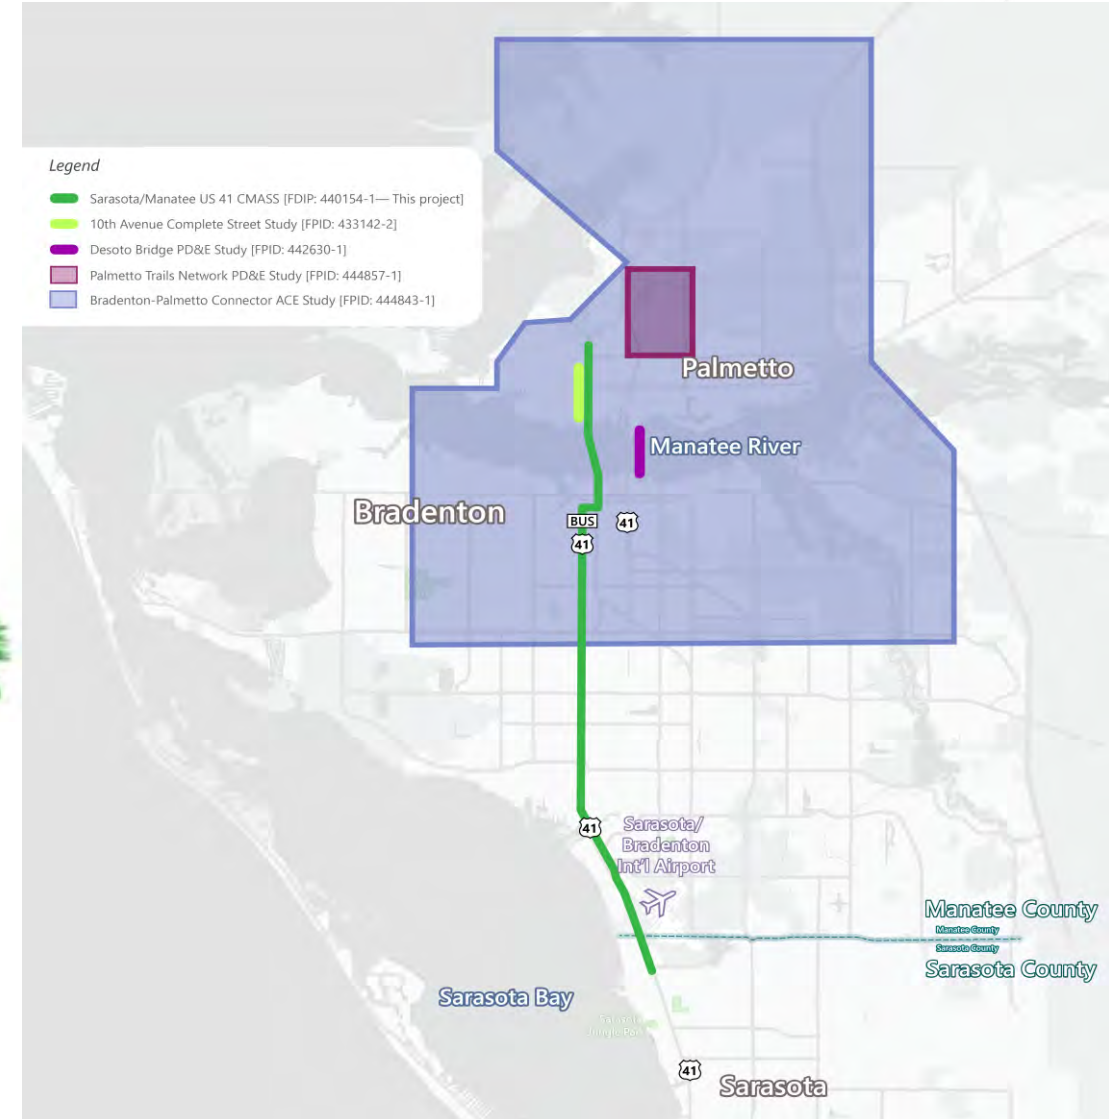 Legend
Sarasota/Manatee US 41 CMASS [FDIP: 440154-1— This project]
10th Avenue Complete Street Study [FPID: 433142-2]
Desoto Bridge PD&E Study [FPID: 442630-1]
Palmetto Trails Network PD&E Study [FPID: 444857-1]
Bradenton-Palmetto Connector ACE Study [FPID: 444843-1]
Palmetto
Manatee River
Bradenton
BUS
41
41
41
Sarasota/
Bradenton
Int'l Airport
Manatee County
Manatee County
Sarasota County
Sarasota County
Sarasota Bay
Sarasota
41
Sarasota